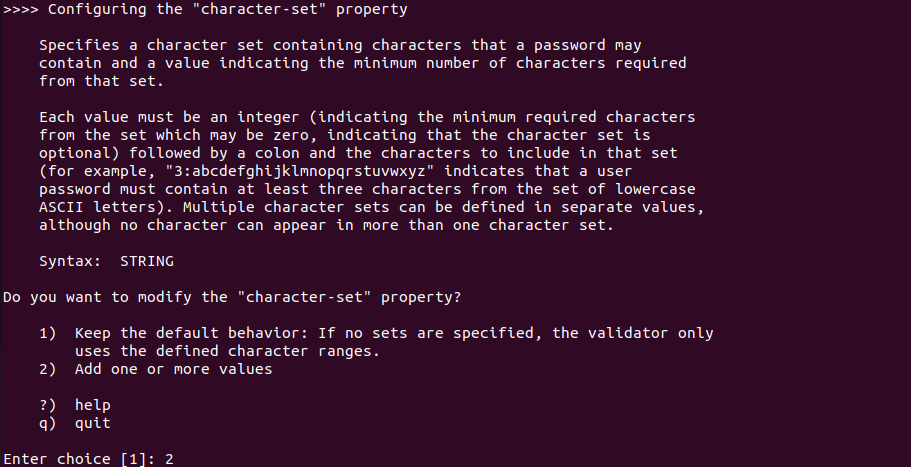 >>>> Configuring the "character-set" property
Specifies a character set containing characters that a password may
contain and a value indicating the minimum number of characters required
from that set.
Each value must be an integer (indicating the minimum required characters
from the set which may be zero, indicating that the character set is
optional) followed by a colon and the characters to include in that set
(for example, "3:abcdefghijklmnopqrstuvwxyz" indicates that a user
password must contain at least three characters from the set of lowercase
ASCII letters). Multiple character sets can be defined in separate values,
although no character can appear in more than one character set.
Syntax:  STRING
Do you want to modify the "character-set" property?
1)  Keep the default behavior: If no sets are specified, the validator only
uses the defined character ranges.
2)  Add one or more values
?)  help
q)  quit
Enter choice [1]: 2